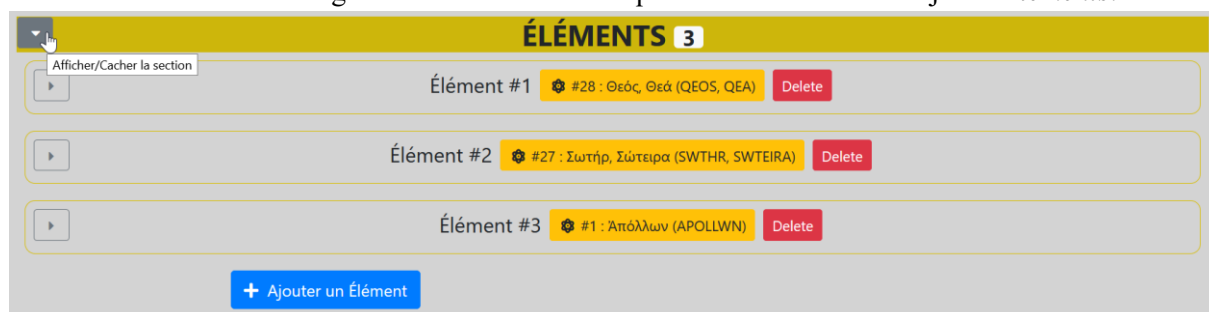 ÉLÉMENTS 3
Afficher/Cacher la section
Élément #1 #28 : Θεός, Θεά (QEOS, QEA) Delete
Élément #2 #27 : Σωτήρ, Σώτειρα (SWTHR, SWTEIRA) Delete
Élément #3 #1 : Ἀπόλλων (APOLLWN) Delete
+ Ajouter un Élément